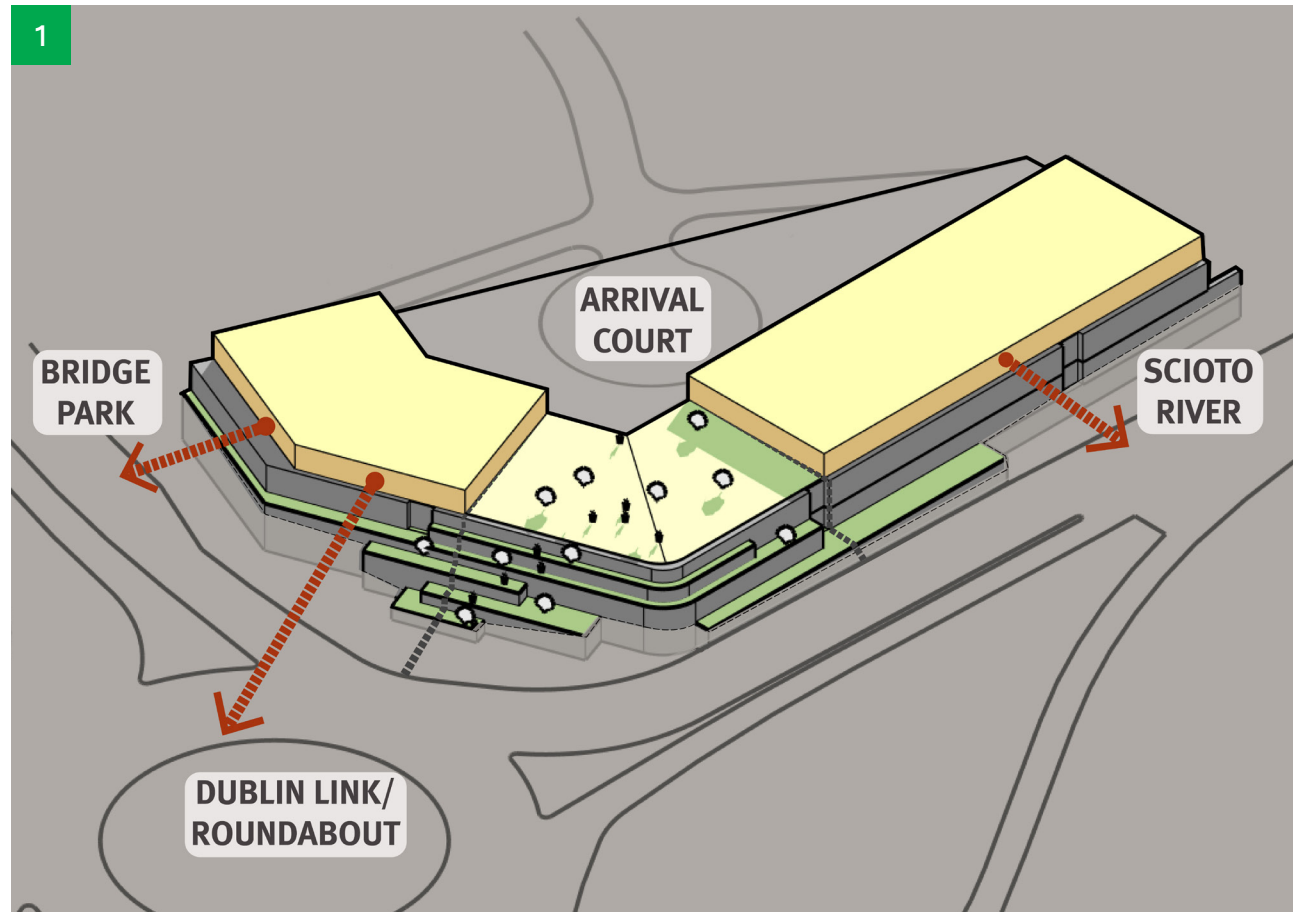 1
ARRIVAL
COURT
BRIDGE
PARK
SCIOTO
RIVER
DUBLIN LINK/
ROUNDABOUT